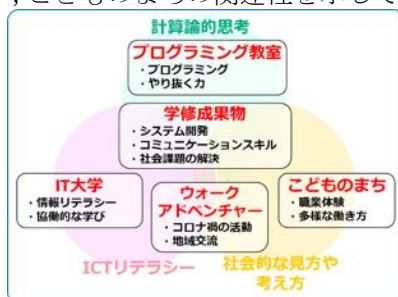 計算論的思考
プログラミング教室
・プログラミング
・やり抜く力
学修成果物
・システム開発
・コミュニケーションスキル
・社会課題の解決
IT大学
・情報リテラシー
・協働的な学び
ウォーク
アドベンチャー
・コロナ禍の活動
・地域交流
こどものまち
・職業体験
・多様な働き方
ICTリテラシー
社会的な見方や
考え方